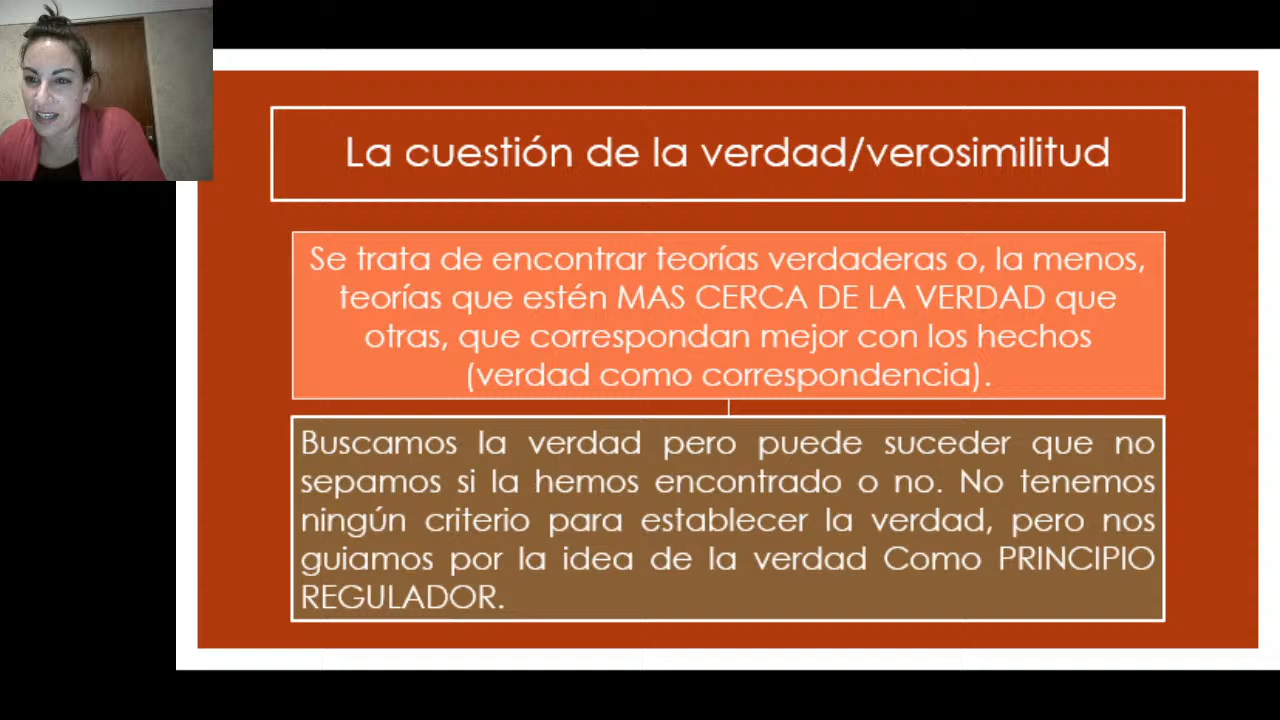 La cuestión de la verdad/verosimilitud
Se trata de encontrar teorías verdaderas o, la menos,
teorías que estén MAS CERCA DE LA VERDAD que
otras, que correspondan mejor con los hechos
(verdad como correspondencia).
Buscamos la verdad pero puede suceder que no
sepamos si la hemos encontrado o no. No tenemos
ningún criterio para establecer la verdad, pero nos
guiamos por la idea de la verdad Como PRINCIPIO
REGULADOR.